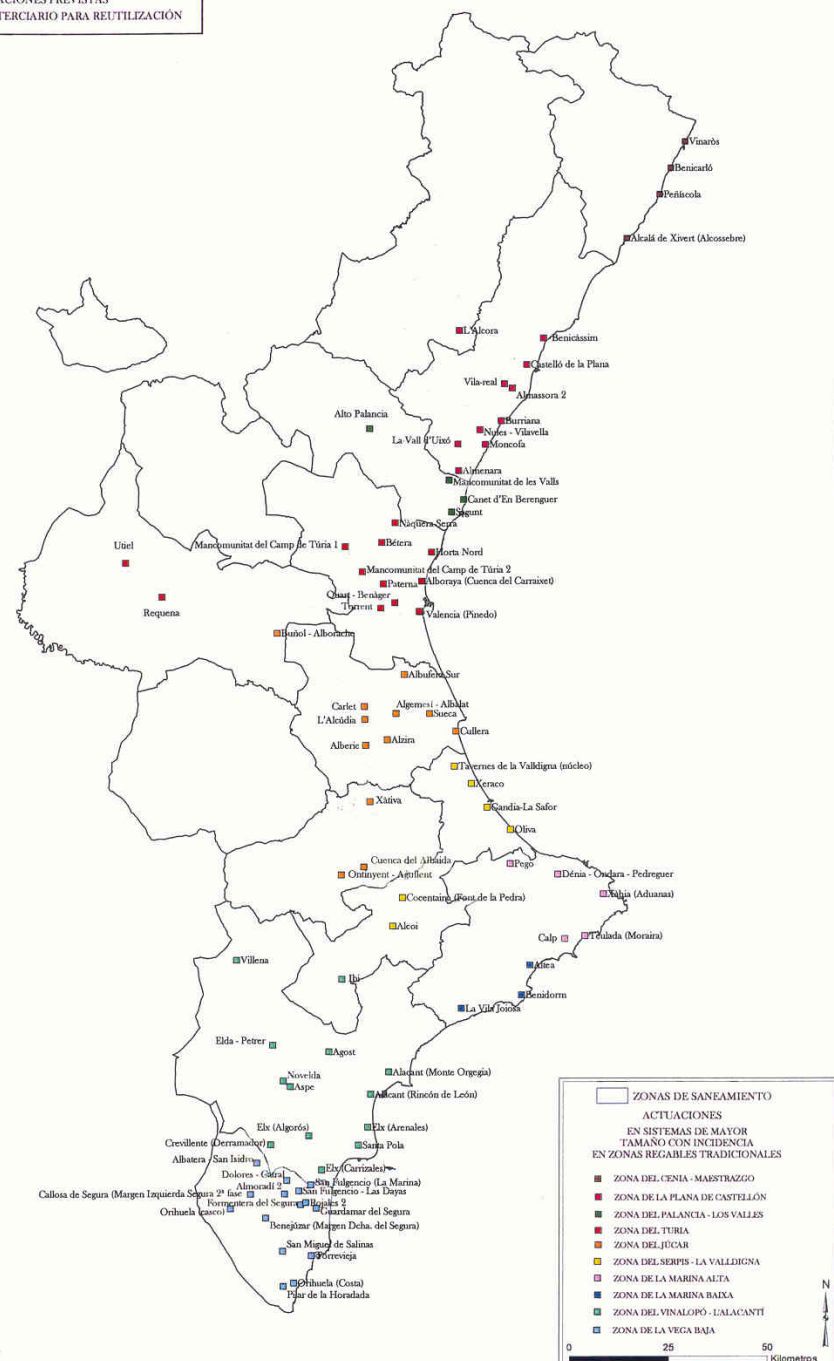 TERCIARIO PARA REUTILIZACIÓN
Vinaròs
Benicarló
Peñíscola
Alcalá de Xivert (Alcossebre)
L'Alcora
Benicàssim
Castelló de la Plana
Vila-real
Almassora 2
Alto Palancia
Burriana
Nules - Vilavella
La Vall d'Uixó
Moncofa
Almenara
Mancomunitat de les Valls
Canet d'En Berenguer
Sagunt
Nàquera Serra
Utiel
Mancomunitat del Camp de Túria 1
Bétera
Horta Nord
Mancomunitat del Camp de Túria 2
Paterna
Alboraya (Cuenca del Carraixet)
Requena
Quart - Benàger
Torrent
Valencia (Pinedo)
Buñol - Alborache
Albufera Sur
Carlet
Algemesí - Albalat
L'Alcúdia
Sueca
Cullera
Alzira
Alberic
Tavernes de la Valldigna (núcleo)
Xeraco
Xàtiva
Gandia-La Safor
Oliva
Cuenca del Albaida
Pego
Ontinyent - Agullent
Dénia - Ondara - Pedreguer
Xàbia (Aduanas)
Cocentaina (Font de la Pedra)
Alcoi
Calp
Teulada (Moraira)
Villena
Altea
Ibi
Benidorm
La Vila Joiosa
Elda - Petrer
Agost
Novelda
Aspe
Alacant (Monte Orgegia)
Alacant (Rincón de León)
Elx (Algorós)
Elx (Arenales)
Crevillente (Derramador)
Santa Pola
Albatera - San Isidro
Elx (Carrizales)
Dolores - Catral
Almoradí 2
San Fulgencio (La Marina)
Callosa de Segura (Margen Izquierda Segura 2ª fase
San Fulgencio - Las Dayas
Formentera del Segura
Rojales 2
Orihuela (casco)
Guardamar del Segura
Benejúzar (Margen Dcha. del Segura)
San Miguel de Salinas
Torrevieja
Orihuela (Costa)
Pilar de la Horadada
ZONAS DE SANEAMIENTO
ACTUACIONES
EN SISTEMAS DE MAYOR
TAMAÑO CON INCIDENCIA
EN ZONAS REGABLES TRADICIONALES
ZONA DEL CENIA - MAESTRAZGO
ZONA DE LA PLANA DE CASTELLÓN
ZONA DEL PALANCIA - LOS VALLES
ZONA DEL TURIA
ZONA DEL JÚCAR
ZONA DEL SERPIS - LA VALLDIGNA
ZONA DE LA MARINA ALTA
ZONA DE LA MARINA BAIXA
ZONA DEL VINALOPÓ - L'ALACANTÍ
ZONA DE LA VEGA BAJA
N
0 25 50
Kilometros